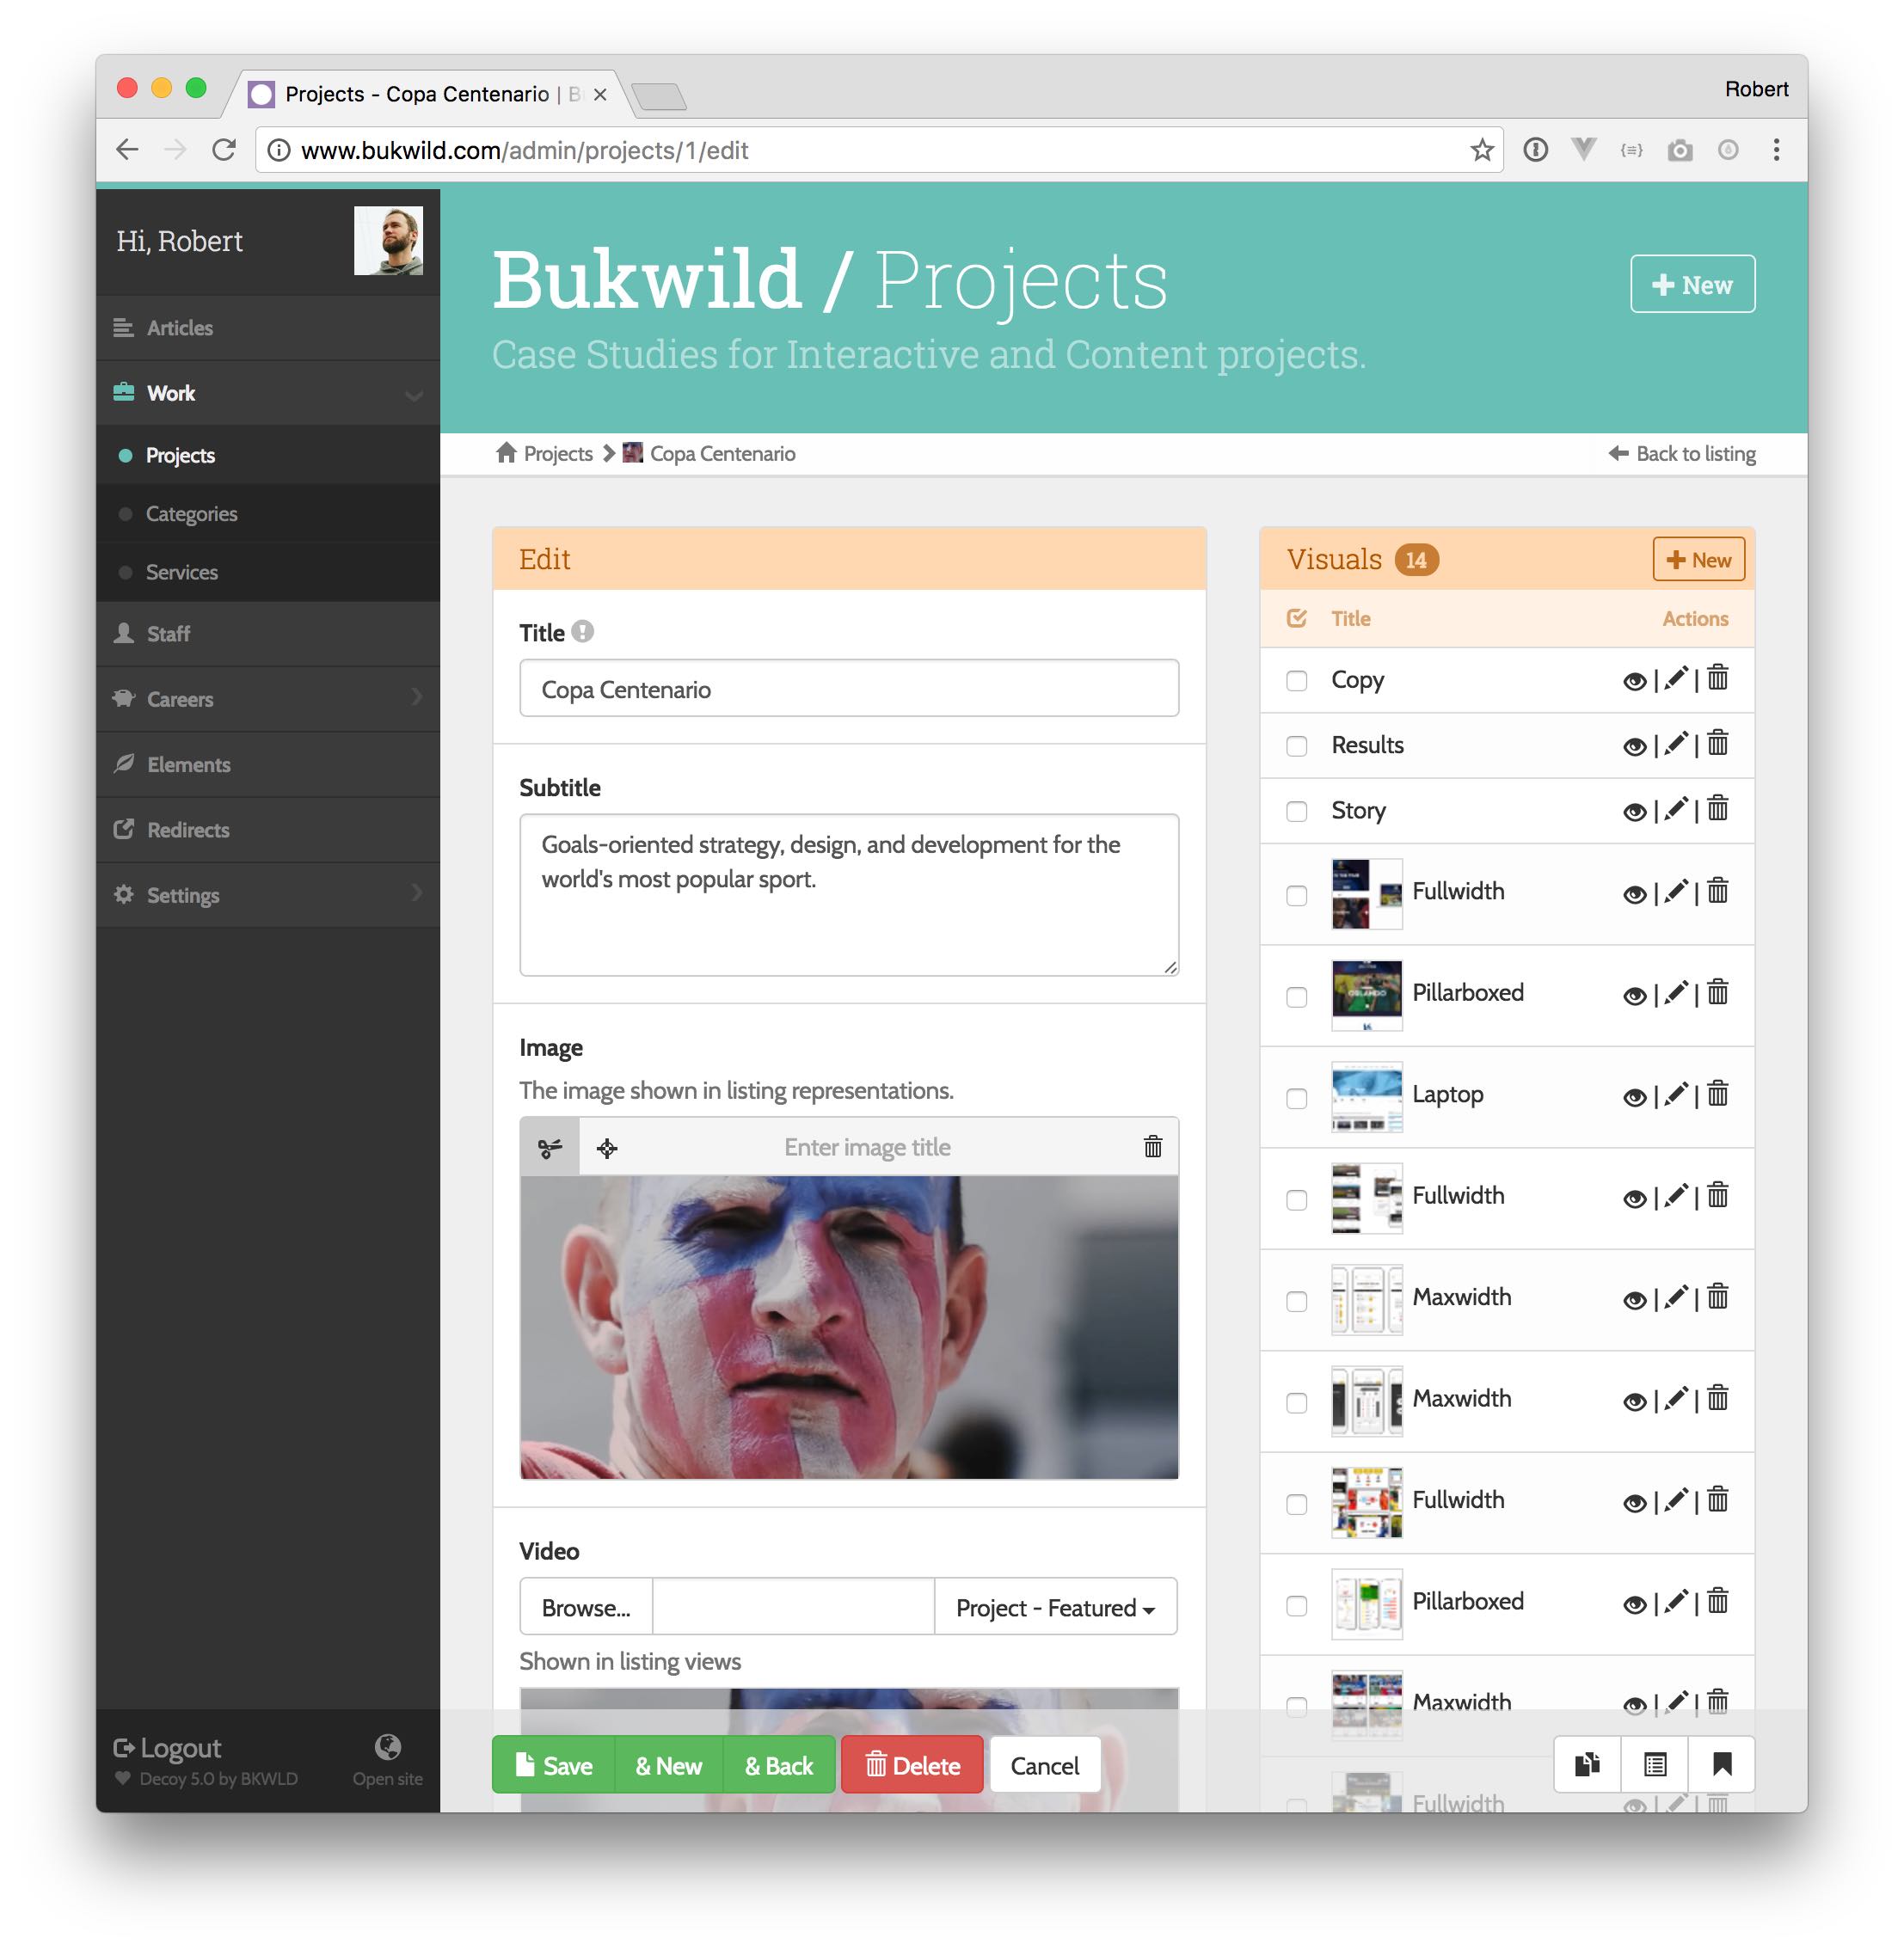 Projects - Copa Centenario | B
Robert
www.bukwild.com/admin/projects/1/edit
Hi, Robert
Articles
Work
Projects
Categories
Services
Staff
Careers
Elements
Redirects
Settings
Logout
Decoy 5.0 by BKWLD
Open site
Bukwild / Projects
New
Case Studies for Interactive and Content projects.
Projects
Copa Centenario
Back to listing
Edit
Title
Copa Centenario
Subtitle
Goals-oriented strategy, design, and development for the
world's most popular sport.
Image
The image shown in listing representations.
Enter image title
Video
Browse...
Project - Featured
Shown in listing views
Save
& New
& Back
Delete
Cancel
Visuals 14
New
Title
Actions
Copy
Results
Story
Fullwidth
ORLANDO
Pillarboxed
Laptop
Fullwidth
Maxwidth
Maxwidth
Fullwidth
Pillarboxed
Maxwidth
Fullwidth